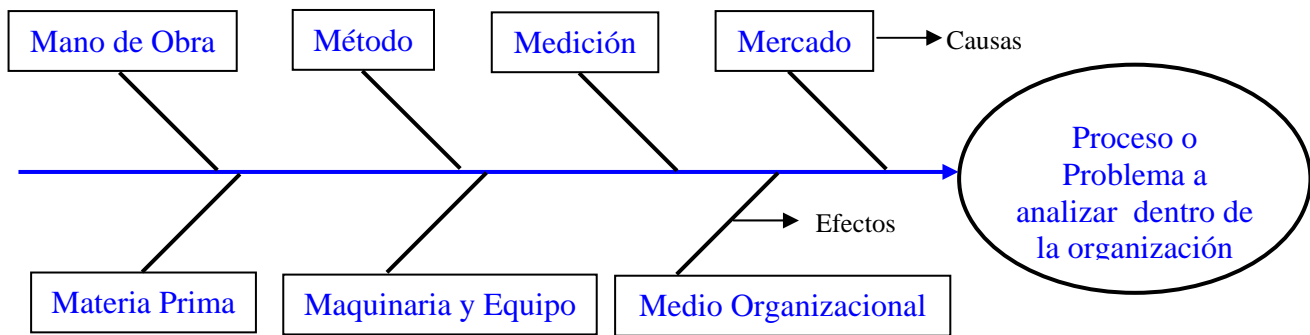 Mano de Obra
Método
Medición
Mercado
Causas
Proceso o
Problema a
analizar dentro de
la organización
Efectos
Materia Prima
Maquinaria y Equipo
Medio Organizacional